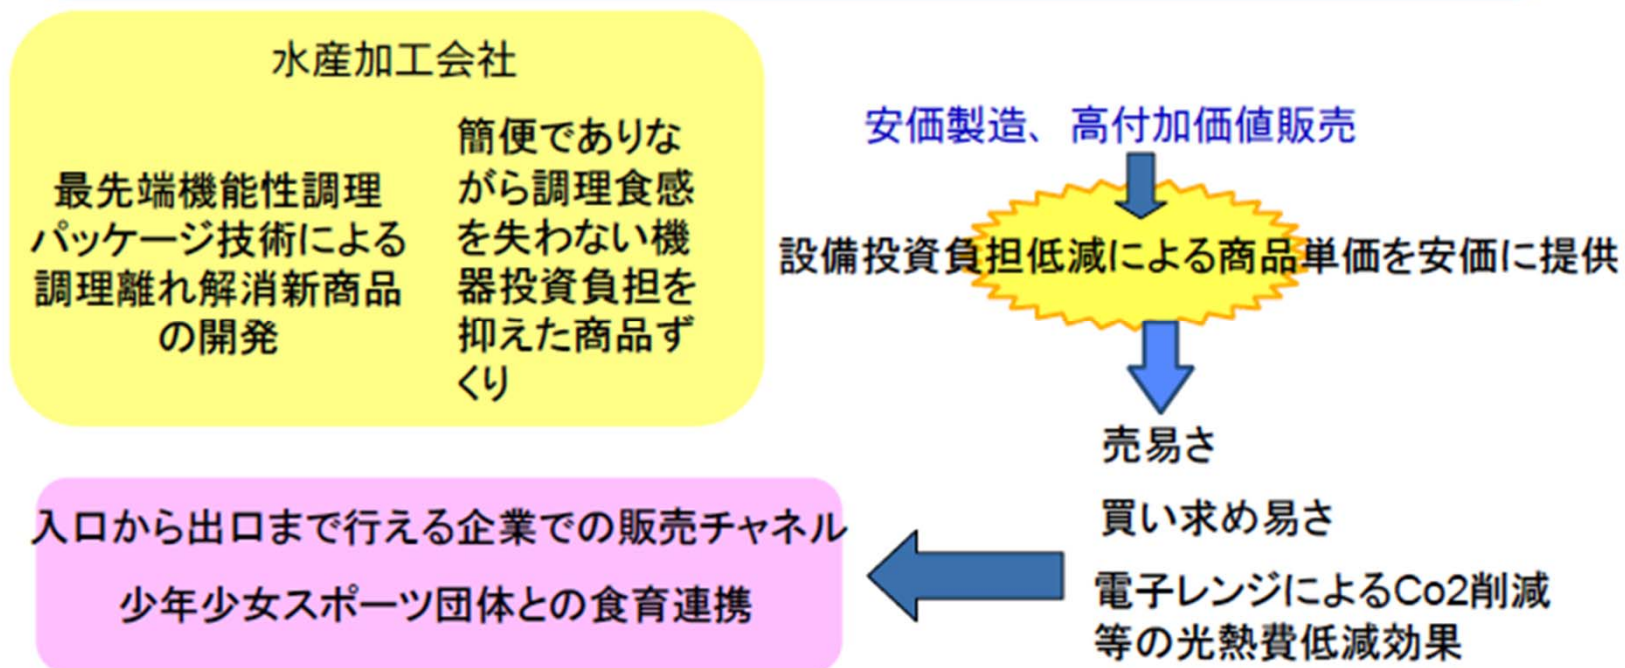 水産加工会社
最先端機能性調理
パッケージ技術による
調理離れ解消新商品
の開発
簡便でありな
がら調理食感
を失わない機
器投資負担を
抑えた商品ず
くり
安価製造、高付加価値販売
設備投資負担低減による商品単価を安価に提供
売易さ
買い求め易さ
電子レンジによるCo2削減
等の光熱費低減効果
入口から出口まで行える企業での販売チャネル
少年少女スポーツ団体との食育連携